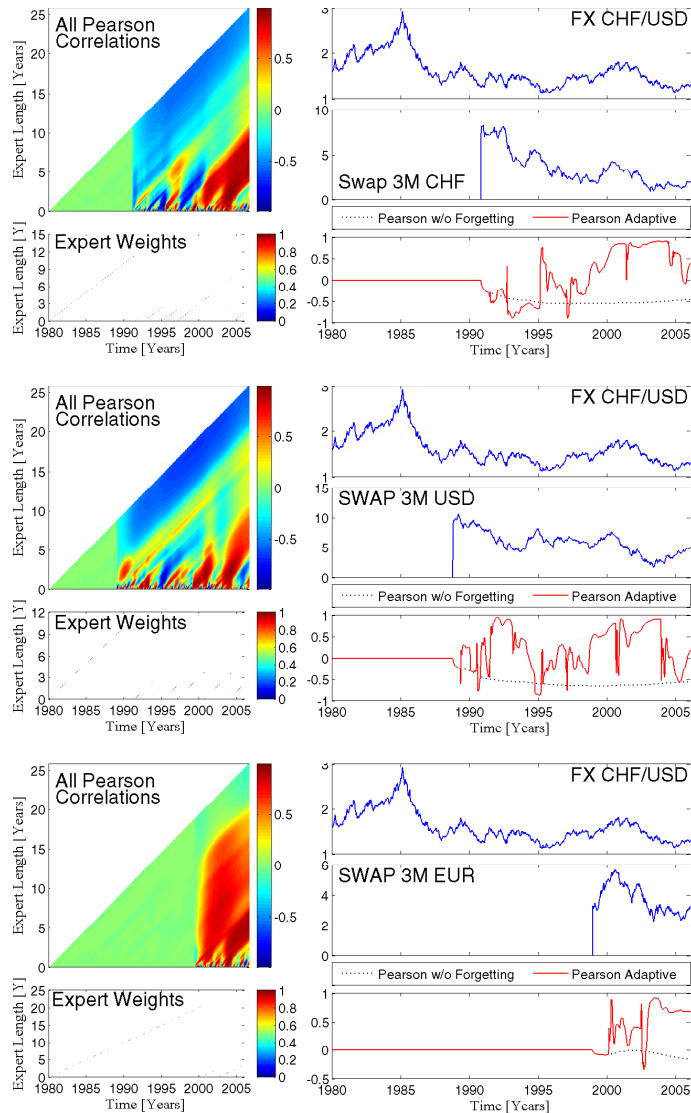 All Pearson
Correlations
Expert Length [Years]
25
20
15
10
5
0
0.5
0
-0.5
FX CHF/USD
3
2
1
10
5
0
Swap 3M CHF
Expert Weights
Expert Length [Y]
15
12
9
6
3
0
1
0.8
0.6
0.4
0.2
0
1980 1985 1990 1995 2000 2005
Time [Years]
Pearson w/o Forgetting Pearson Adaptive
1
0.5
0
-0.5
-1
1980 1985 1990 1995 2000 2005
Timc [Ycars]
All Pearson
Correlations
Expert Length [Years]
25
20
15
10
5
0
0.5
0
-0.5
FX CHF/USD
3
2
1
SWAP 3M USD
15
10
5
0
Expert Weights
Expert Length [Y]
12
9
6
3
0
1
0.8
0.6
0.4
0.2
0
1980 1985 1990 1995 2000 2005
Time [Years]
Pearson w/o Forgetting Pearson Adaptive
1
0.5
0
-0.5
-1
1980 1985 1990 1995 2000 2005
Timc [Ycars]
All Pearson
Correlations
Expert Length [Years]
25
20
15
10
5
0
0.5
0
-0.5
FX CHF/USD
3
2
1
SWAP 3M EUR
6
4
2
0
Expert Weights
Expert Length [Y]
25
20
15
10
5
0
1
0.8
0.6
0.4
0.2
0
1980 1985 1990 1995 2000 2005
Time [Years]
Pearson w/o Forgetting Pearson Adaptive
1
0.5
0
-0.5
1980 1985 1990 1995 2000 2005
Timc [Ycars]